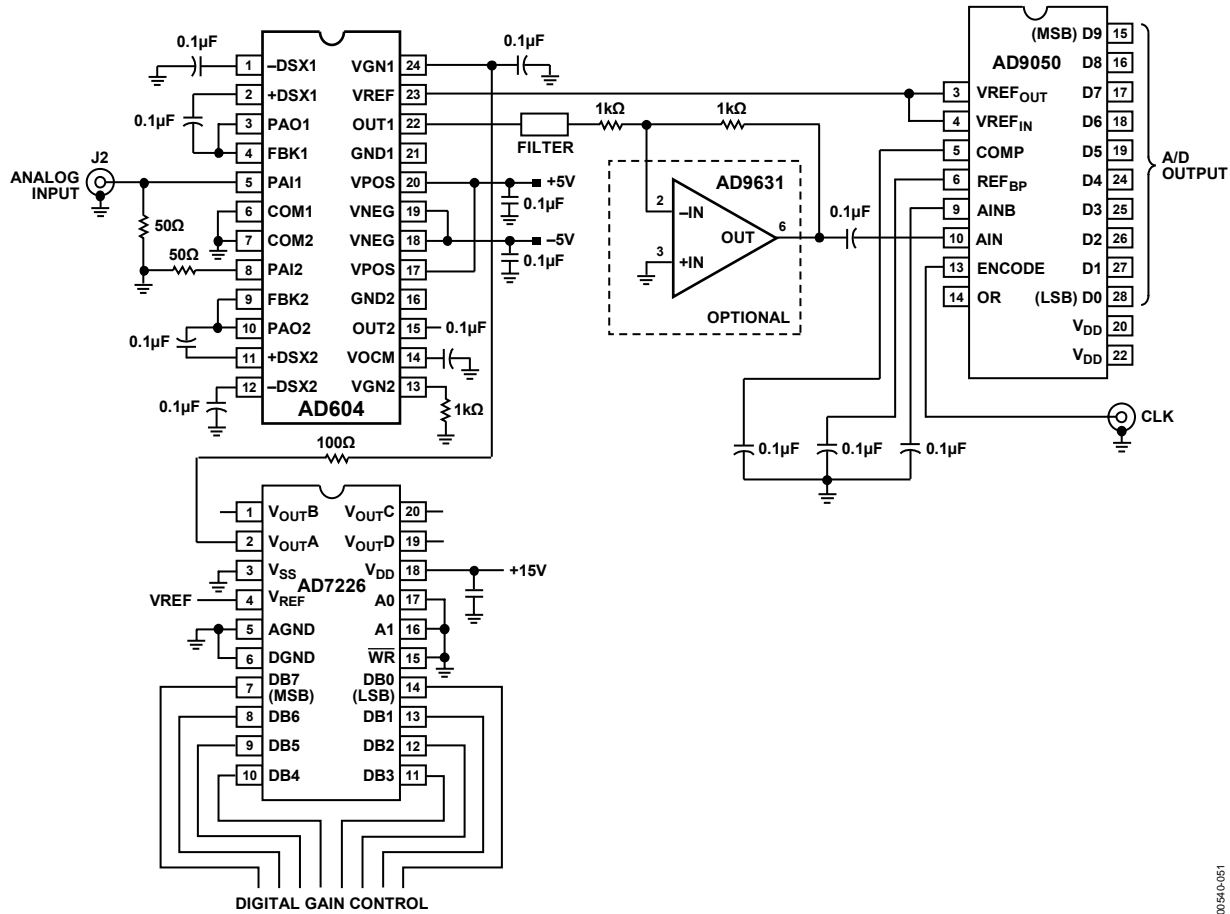 0.1µF
1 –DSX1
2 +DSX1
3 PAO1
4 FBK1
5 PAI1
6 COM1
7 COM2
8 PAI2
9 FBK2
10 PAO2
11 +DSX2
12 –DSX2
VGN1 24
VREF 23
OUT1 22
GND1 21
VPOS 20
VNEG 19
VNEG 18
VPOS 17
GND2 16
OUT2 15
VOCM 14
VGN2 13
AD604
0.1µF
J2
ANALOG
INPUT
50Ω
50Ω
0.1µF
0.1µF
0.1µF
+5V
0.1µF
–5V
0.1µF
0.1µF
1kΩ
100Ω
FILTER
1kΩ
1kΩ
AD9631
2 –IN
3 +IN
OUT 6
OPTIONAL
0.1µF
AD9050
3 VREFOUT
4 VREFIN
5 COMP
6 REFBP
9 AINB
10 AIN
13 ENCODE
14 OR
(MSB) D9 15
D8 16
D7 17
D6 18
D5 19
D4 24
D3 25
D2 26
D1 27
(LSB) D0 28
VDD 20
VDD 22
A/D
OUTPUT
CLK
0.1µF
0.1µF
0.1µF
1 VOUTB
2 VOUTA
3 VSS
VREF 4 VREF
5 AGND
6 DGND
7 DB7
(MSB)
8 DB6
9 DB5
10 DB4
AD7226
VOUTC 20
VOUTD 19
VDD 18
+15V
A0 17
A1 16
WR 15
DB0 14
(LSB)
DB1 13
DB2 12
DB3 11
DIGITAL GAIN CONTROL
00540-051